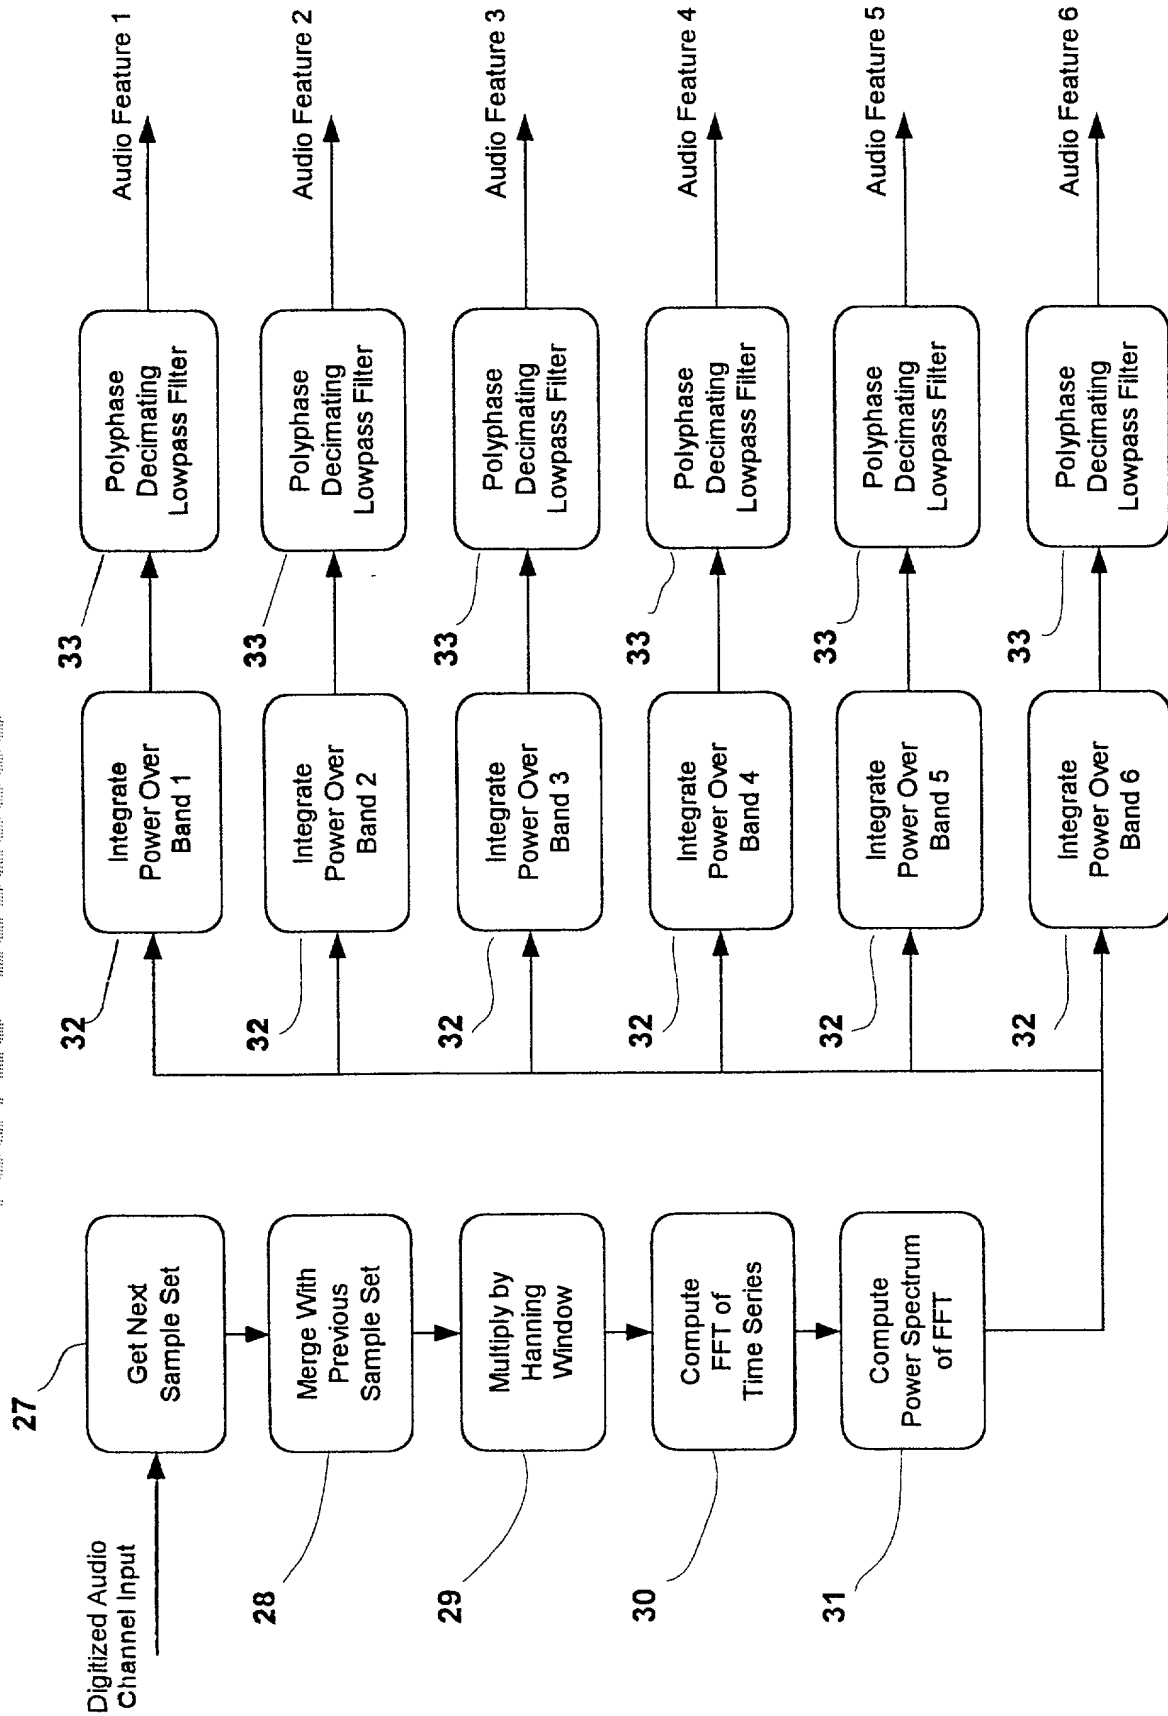 Digitized Audio
Channel Input
27
Get Next
Sample Set
28
Merge With
Previous
Sample Set
29
Multiply by
Hanning
Window
30
Compute
FFT of
Time Series
31
Compute
Power Spectrum
of FFT
32
Integrate
Power Over
Band 1
33
Polyphase
Decimating
Lowpass Filter
Audio Feature 1
32
Integrate
Power Over
Band 2
33
Polyphase
Decimating
Lowpass Filter
Audio Feature 2
32
Integrate
Power Over
Band 3
33
Polyphase
Decimating
Lowpass Filter
Audio Feature 3
32
Integrate
Power Over
Band 4
33
Polyphase
Decimating
Lowpass Filter
Audio Feature 4
32
Integrate
Power Over
Band 5
33
Polyphase
Decimating
Lowpass Filter
Audio Feature 5
32
Integrate
Power Over
Band 6
33
Polyphase
Decimating
Lowpass Filter
Audio Feature 6